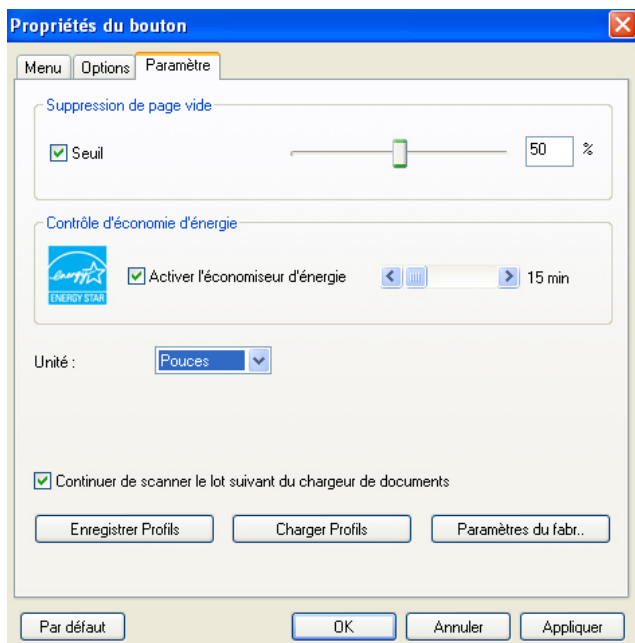 Propriétés du bouton
Menu Options Paramètre
Suppression de page vide
Seuil 50 %
Contrôle d'économie d'énergie
energy
ENERGY STAR
Activer l'économiseur d'énergie 15 min
Unité : Pouces
Continuer de scanner le lot suivant du chargeur de documents
Enregistrer Profils Charger Profils Paramètres du fabr..
Par défaut OK Annuler Appliquer